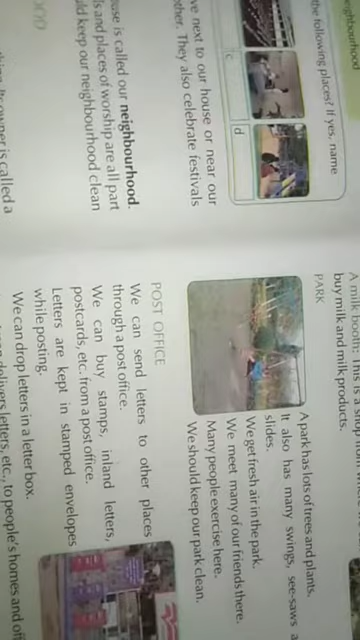 neighbourhood
the following places? If yes, name
c
d
ve next to our house or near our
other. They also celebrate festivals
use is called our neighbourhood.
ls and places of worship are all part
ld keep our neighbourhood clean
its owner is called a
A milk booth: This is a
buy milk and milk products.
PARK
A park has lots of trees and plants.
It also has many swings, see-saws a
slides.
We get fresh air in the park.
We meet many of our friends there.
Many people exercise here.
We should keep our park clean.
POST OFFICE
We can send letters to other places
through a post office.
We can buy stamps, inland letters,
postcards, etc. from a post office.
Letters are kept in stamped envelopes
while posting.
We can drop letters in a letter box.
delivers letters, etc., to people's homes and off